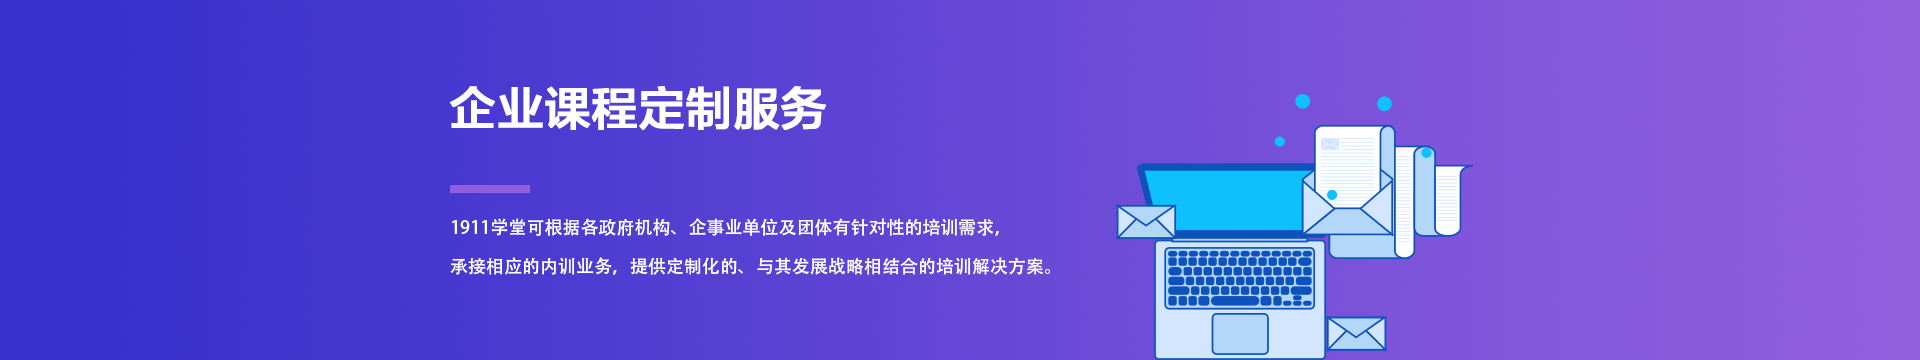 企业课程定制服务
1911学堂可根据各政府机构、企事业单位及团体有针对性的培训需求，
承接相应的内训业务，提供定制化的、与其发展战略相结合的培训解决方案。